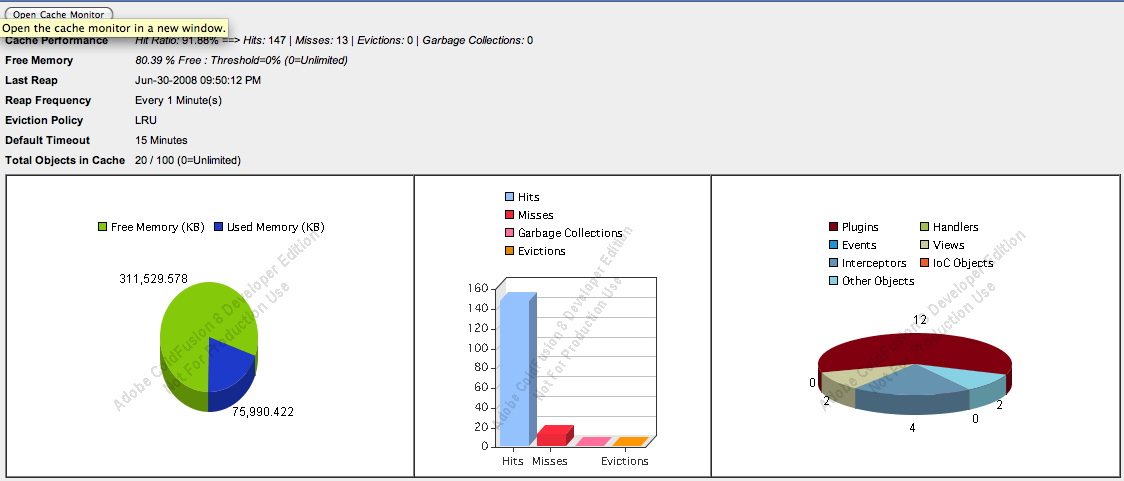 Open Cache Monitor
Open the cache monitor in a new window.
Cache Performance Hit Ratio: 91.88% ==> Hits: 147 | Misses: 13 | Evictions: 0 | Garbage Collections: 0
Free Memory 80.39 % Free : Threshold=0% (0=Unlimited)
Last Reap Jun-30-2008 09:50:12 PM
Reap Frequency Every 1 Minute(s)
Eviction Policy LRU
Default Timeout 15 Minutes
Total Objects in Cache 20 / 100 (0=Unlimited)
Free Memory (KB) Used Memory (KB)
311,529.578
75,990.422
Adobe ColdFusion 8 Developer Edition
Not For Production Use
Hits
Misses
Garbage Collections
Evictions
160
140
120
100
80
60
40
20
0
Hits Misses Evictions
Adobe ColdFusion 8 Developer Edition
Not For Production Use
Plugins Handlers
Events Views
Interceptors IoC Objects
Other Objects
12
0
2
4
0
2
Adobe ColdFusion 8 Developer Edition
Not For Production Use